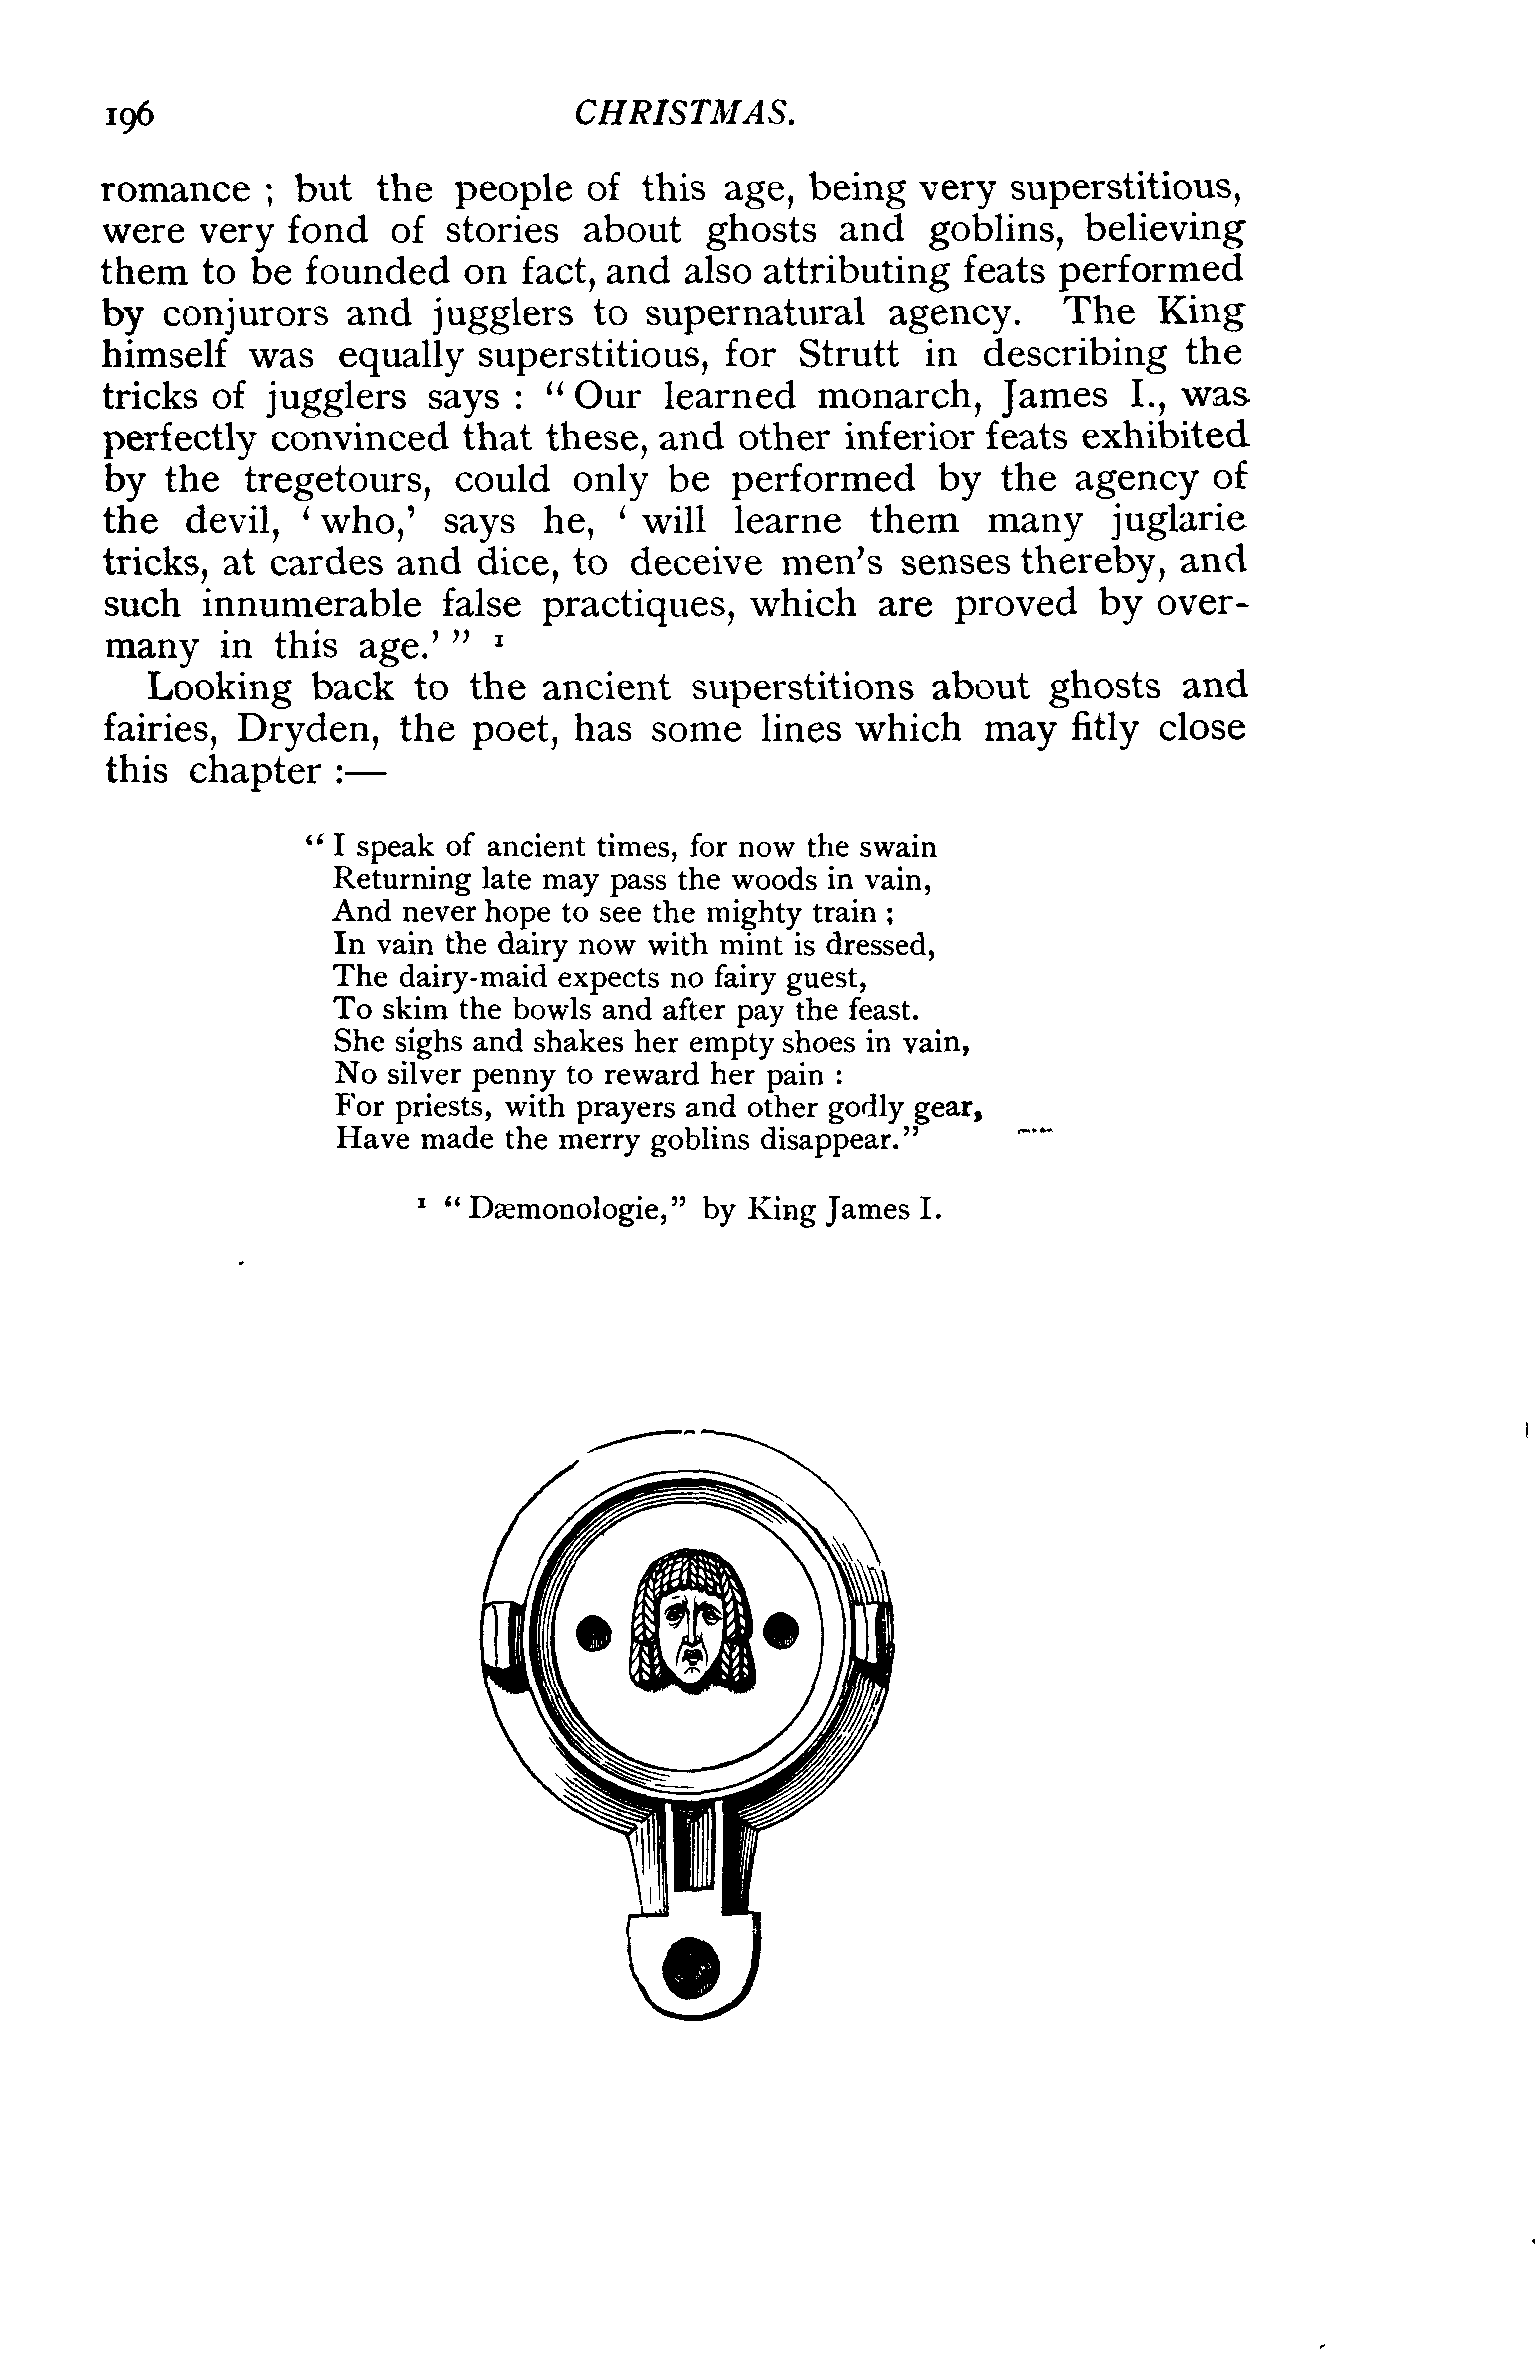 196 CHRISTMAS.
romance ; but the people of this age, being very superstitious,
were very fond of stories about ghosts and goblins, believing
them to be founded on fact, and also attributing feats performed
by conjurors and jugglers to supernatural agency. The King
himself was equally superstitious, for Strutt in describing the
tricks of jugglers says : “ Our learned monarch, James I., was
perfectly convinced that these, and other inferior feats exhibited
by the tregetours, could only be performed by the agency of
the devil, ‘ who,’ says he, ‘ will learne them many juglarie
tricks, at cardes and dice, to deceive men’s senses thereby, and
such innumerable false practiques, which are proved by over-
many in this age.’ ” 1
Looking back to the ancient superstitions about ghosts and
fairies, Dryden, the poet, has some lines which may fitly close
this chapter :—
“ I speak of ancient times, for now the swain
Returning late may pass the woods in vain,
And never hope to see the mighty train ;
In vain the dairy now with mint is dressed,
The dairy-maid expects no fairy guest,
To skim the bowls and after pay the feast.
She sighs and shakes her empty shoes in vain,
No silver penny to reward her pain :
For priests, with prayers and other godly gear,
Have made the merry goblins disappear.”
1 “ Dæmonologie,” by King James I.